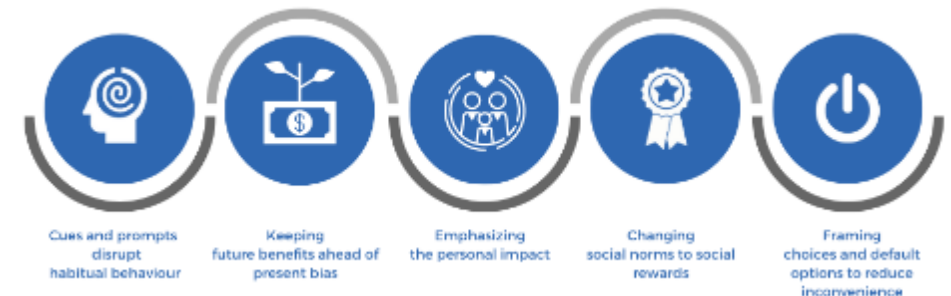 $
Cues and prompts
disrupt
habitual behaviour
Keeping
future benefits ahead of
present bias
Emphasizing
the personal impact
Changing
social norms to social
rewards
Framing
choices and default
options to reduce
inconvenience